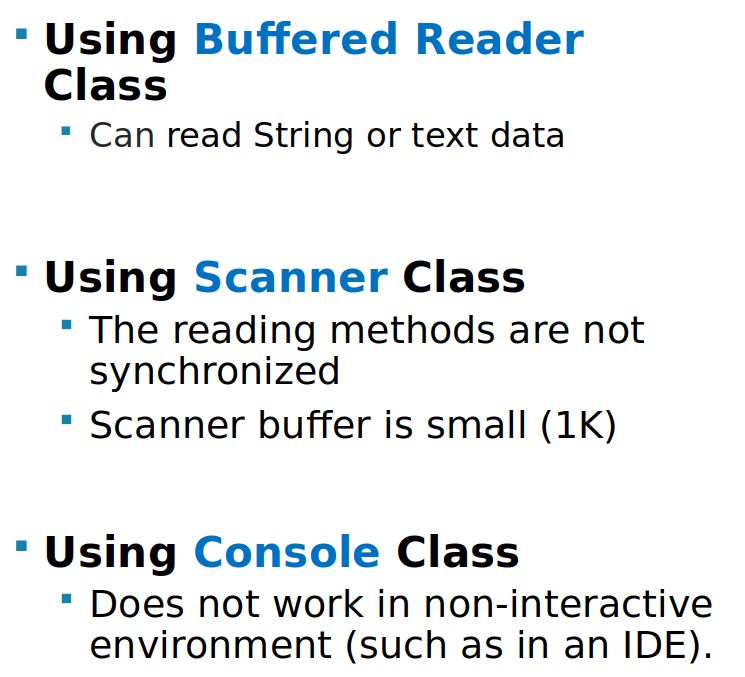 Using Buffered Reader
Class
Can read String or text data
Using Scanner Class
The reading methods are not
synchronized
Scanner buffer is small (1K)
Using Console Class
Does not work in non-interactive
environment (such as in an IDE).